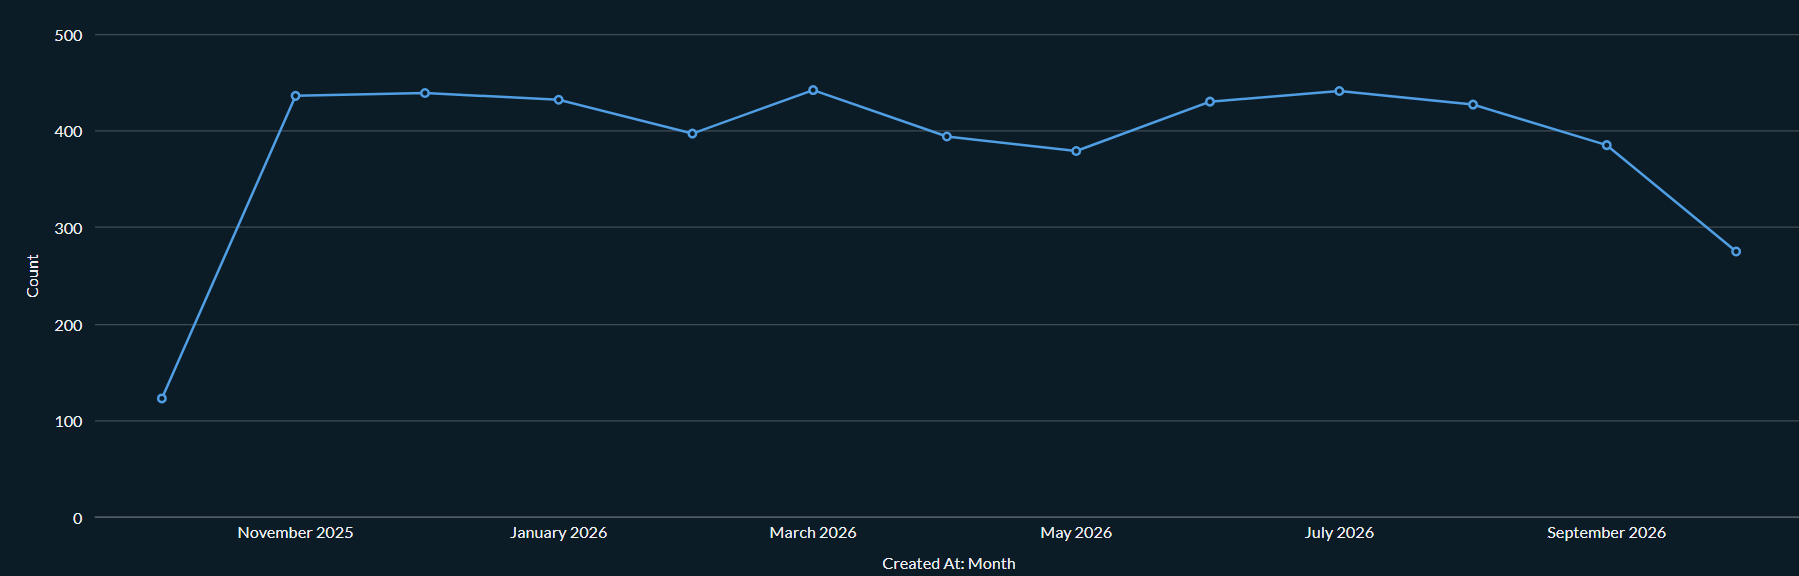 500
400
300
200
100
0
Count
November 2025
January 2026
March 2026
May 2026
July 2026
September 2026
Created At: Month